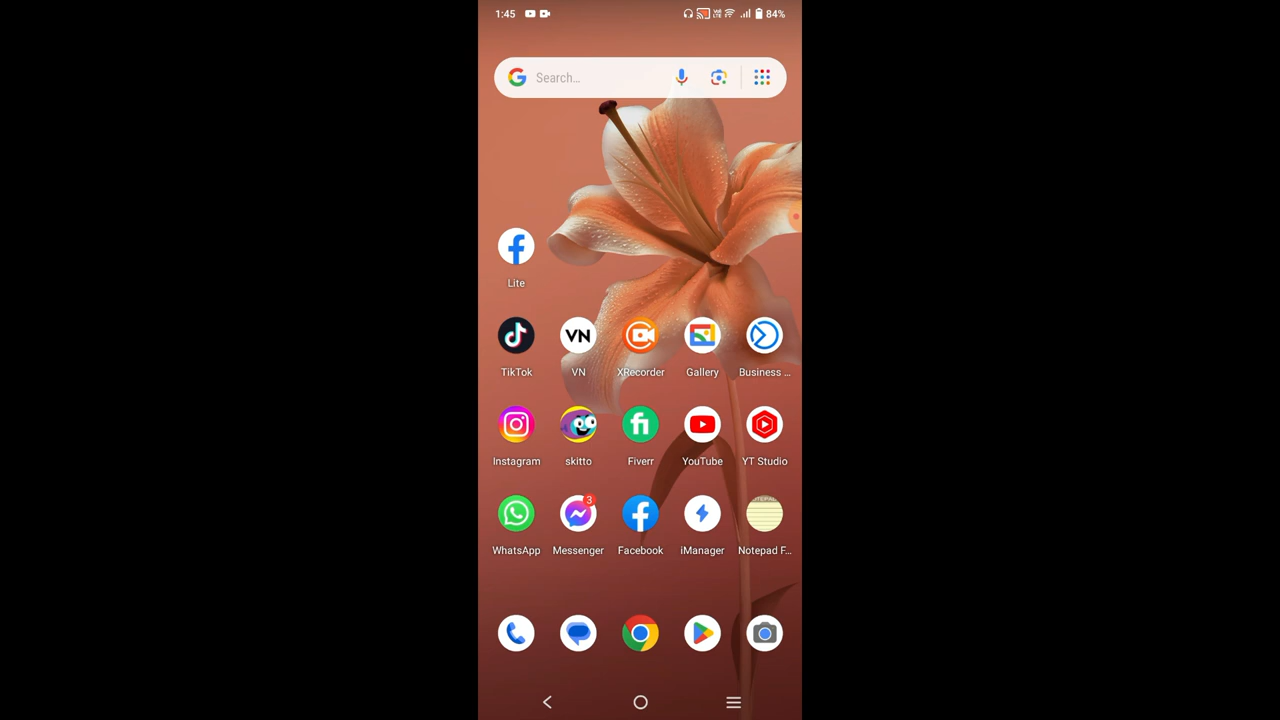 1:45 84%
Search...
Lite
TikTok VN XRecorder Gallery Business ...
Instagram skitto Fiverr YouTube YT Studio
3
WhatsApp Messenger Facebook iManager Notepad F...